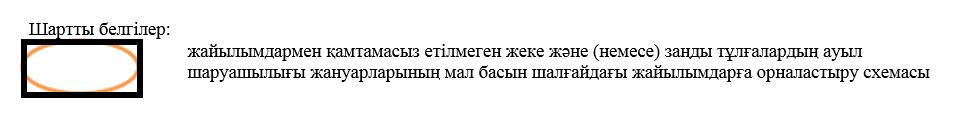 Шартты белгілер:
жайылымдармен қамтамасыз етілмеген жеке және (немесе) заңды тұлғалардың ауыл
шаруашылығы жануарларының мал басын шалғайдағы жайылымдарға орналастыру схемасы